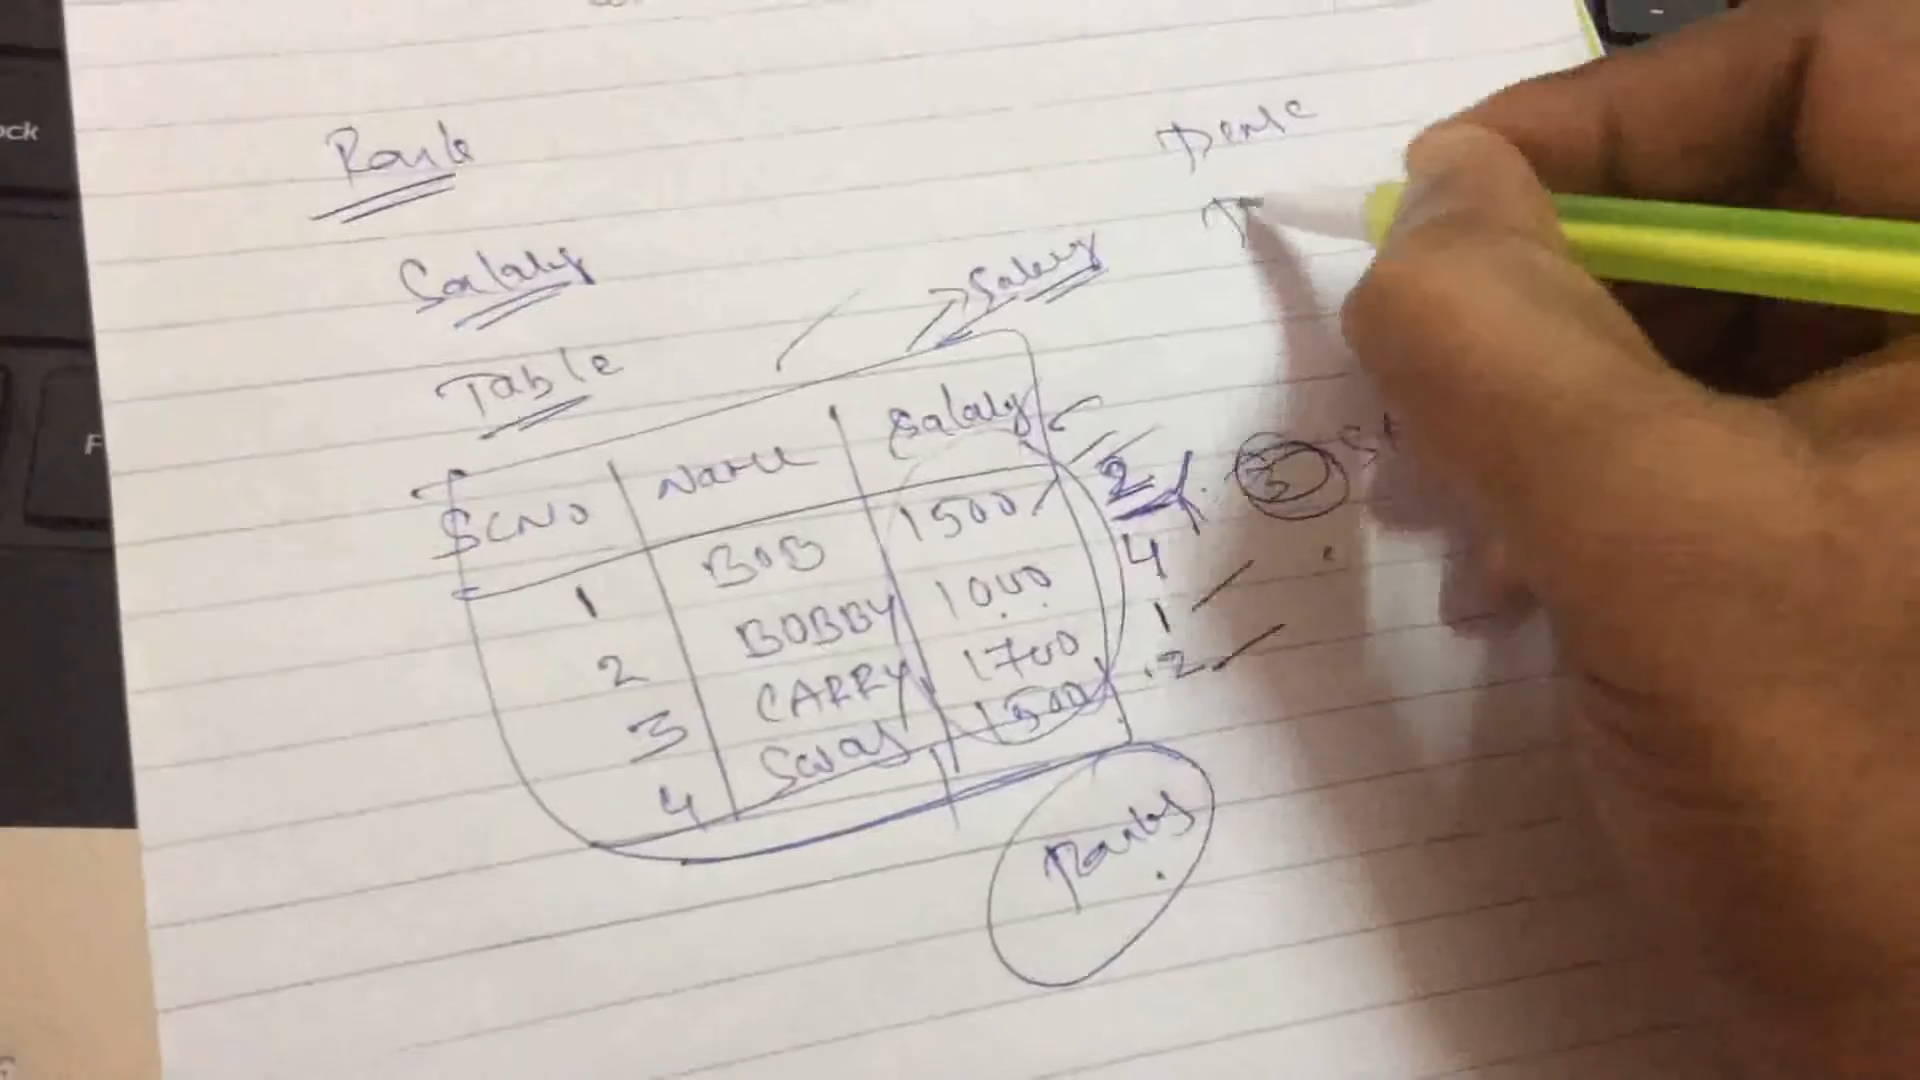 Rank
Dense
Salary
Salary
Table
SCNO Name Salary
1 BOB 1500 2
2 BOBBY 1000 4
3 CARRY 1700 1
4 1500 2
3
Rank